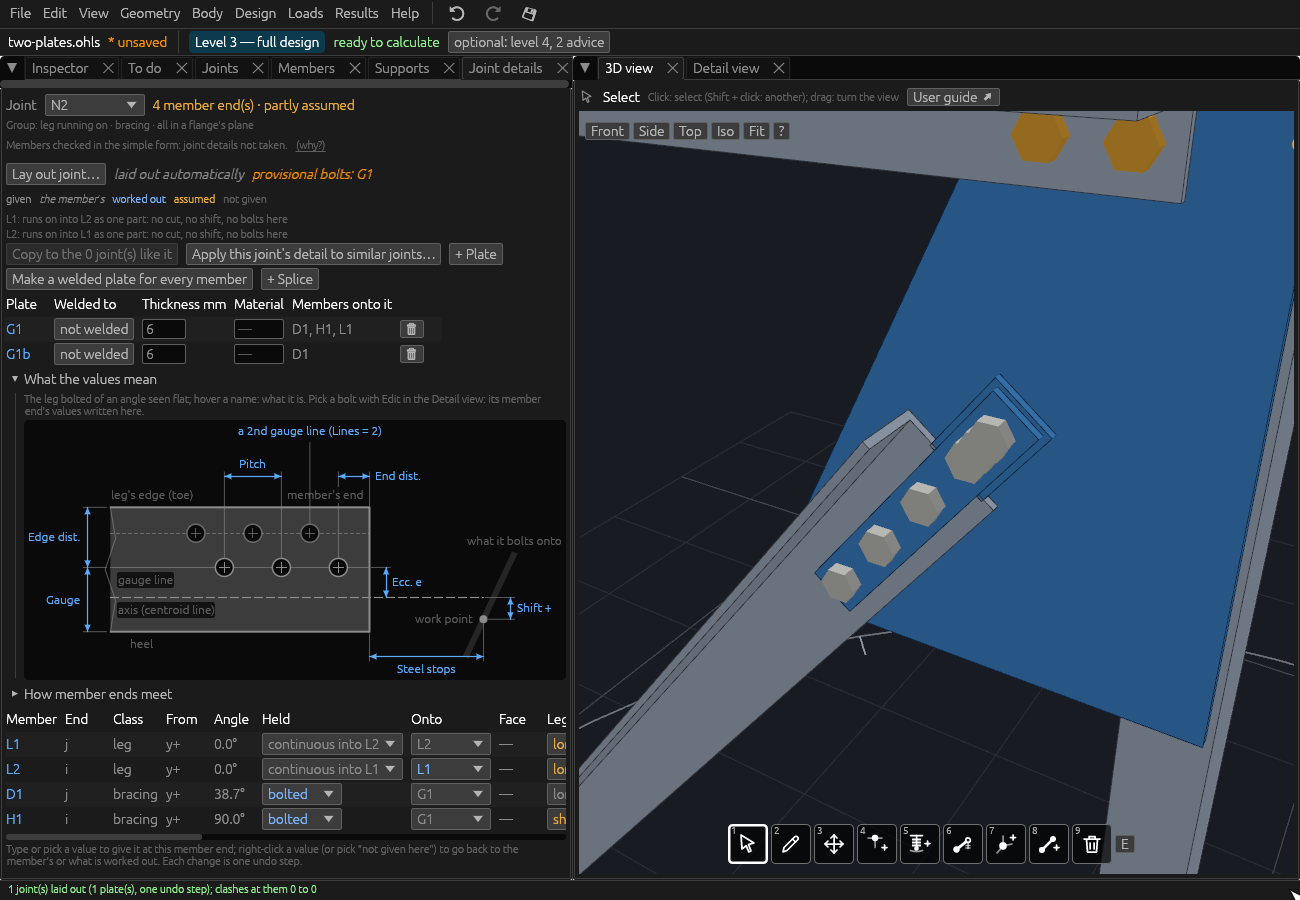 File Edit View Geometry Body Design Loads Results Help
two-plates.ohls * unsaved Level 3 — full design ready to calculate optional: level 4, 2 advice
Inspector To do Joints Members Supports Joint details
3D view Detail view
Joint N2 4 member end(s) · partly assumed
Group: leg running on · bracing · all in a flange's plane
Members checked in the simple form: joint details not taken. (why?)
Lay out joint... laid out automatically provisional bolts: G1
given the member's worked out assumed not given
L1: runs on into L2 as one part: no cut, no shift, no bolts here
L2: runs on into L1 as one part: no cut, no shift, no bolts here
Copy to the 0 joint(s) like it Apply this joint's detail to similar joints... + Plate
Make a welded plate for every member + Splice
Plate Welded to Thickness mm Material Members onto it
G1 not welded 6 — D1, H1, L1
G1b not welded 6 — D1
What the values mean
The leg bolted of an angle seen flat; hover a name: what it is. Pick a bolt with Edit in the Detail view: its member
end's values written here.
a 2nd gauge line (Lines = 2)
Pitch
End dist.
leg's edge (toe) member's end
Edge dist.
what it bolts onto
gauge line
Ecc. e
Gauge
axis (centroid line)
Shift +
work point
heel
Steel stops
How member ends meet
Member End Class From Angle Held Onto Face Leg
L1 j leg y+ 0.0° continuous into L2 L2 — lo
L2 i leg y+ 0.0° continuous into L1 L1 — lo
D1 j bracing y+ 38.7° bolted G1 — lo
H1 i bracing y+ 90.0° bolted G1 — sh
Type or pick a value to give it at this member end; right-click a value (or pick "not given here") to go back to the
member's or what is worked out. Each change is one undo step.
Select Click: select (Shift + click: another); drag: turn the view User guide
Front Side Top Iso Fit ?
1 2 3 4 5 6 7 8 9 E
1 joint(s) laid out (1 plate(s), one undo step); clashes at them 0 to 0